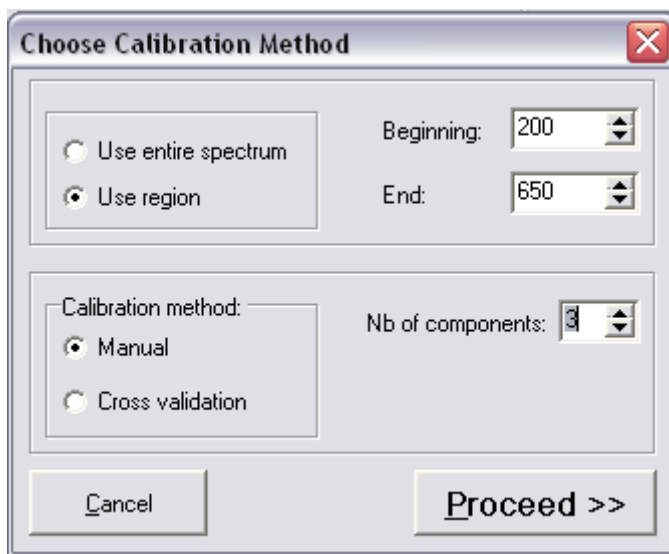 Choose Calibration Method
Use entire spectrum
Use region
Beginning: 200
End: 650
Calibration method:
Manual
Cross validation
Nb of components: 3
Cancel
Proceed >>